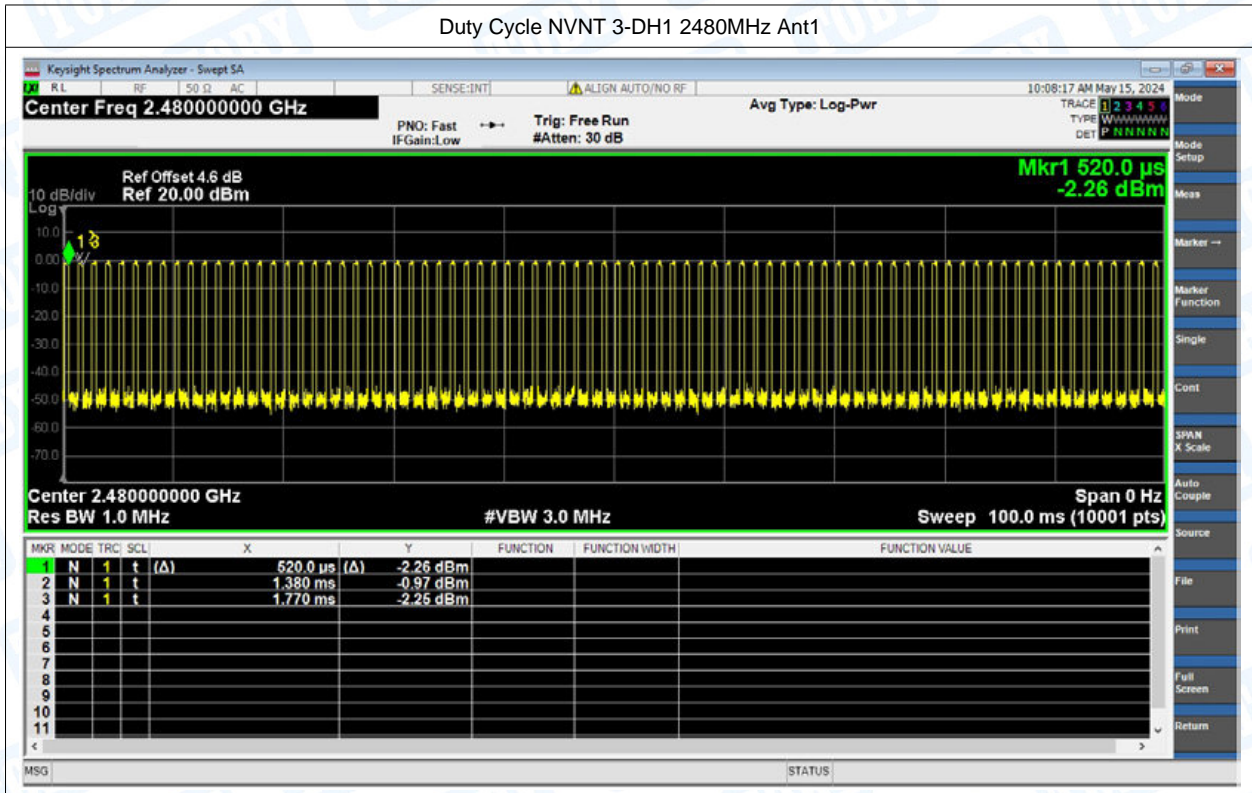 Duty Cycle NVNT 3-DH1 2480MHz Ant1
Keysight Spectrum Analyzer - Swept SA
RL RF 50 Ω AC SENSE:INT ALIGN AUTO/NO RF 10:08:17 AM May 15, 2024
Center Freq 2.480000000 GHz
PNO: Fast
IFGain:Low
Trig: Free Run
#Atten: 30 dB
Avg Type: Log-Pwr
TRACE 1 2 3 4 5 6
TYPE W
DET P N N N N N
Mkr1 520.0 µs
-2.26 dBm
Ref Offset 4.6 dB
Ref 20.00 dBm
10 dB/div
Log
10.0
0.00
-10.0
-20.0
-30.0
-40.0
-50.0
-60.0
-70.0
1
3
Center 2.480000000 GHz
Span 0 Hz
Res BW 1.0 MHz
#VBW 3.0 MHz
Sweep 100.0 ms (10001 pts)
MKR MODE TRC SCL X Y FUNCTION FUNCTION WIDTH FUNCTION VALUE
1 N 1 t (Δ) 520.0 µs (Δ) -2.26 dBm
2 N 1 t 1.380 ms -0.97 dBm
3 N 1 t 1.770 ms -2.25 dBm
4
5
6
7
8
9
10
11
MSG
STATUS
Mode
Mode
Setup
Meas
Marker→
Marker
Function
Single
Cont
SPAN
X Scale
Auto
Couple
Source
File
Print
Full
Screen
Return